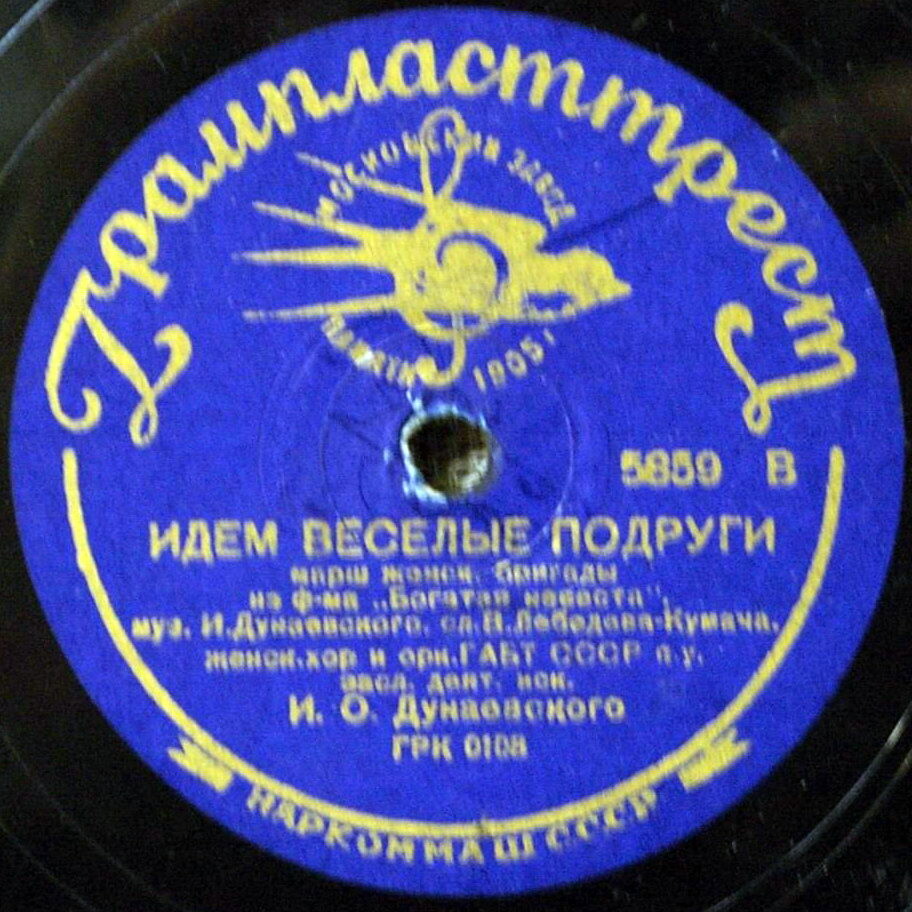 Грампласттрест
МОСКОВСКИЙ ЗАВОД
ПАМЯТИ 1905 г
5859 В
ИДЕМ ВЕСЕЛЫЕ ПОДРУГИ
марш женск. бригады
из ф-ма „Богатая невеста",
муз. И.Дунаевского, сл.В.Лебедева-Кумача,
женск.хор и орк.ГАБТ СССР п.у.
засл. деят. иск.
И. О. Дунаевского
ГРК 0108
НАРКОММАШ СССР